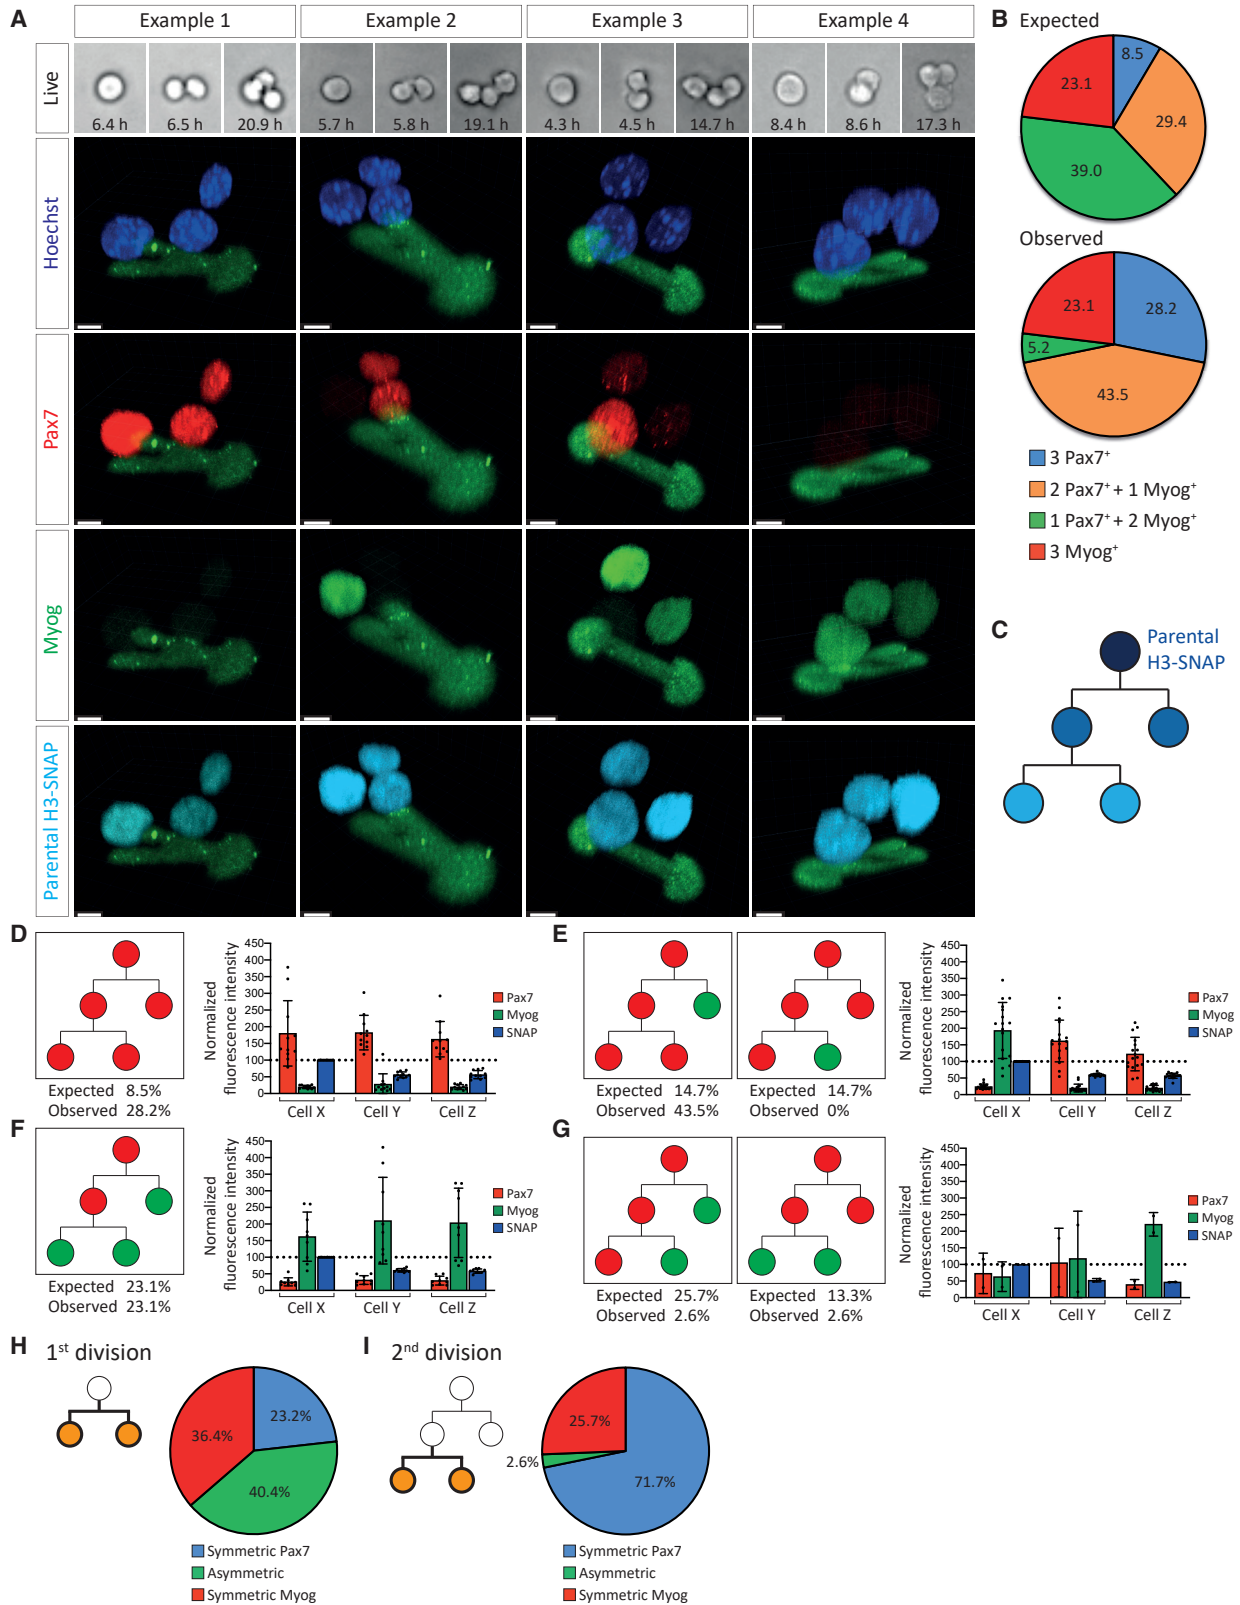 A
Example 1
Example 2
Example 3
Example 4
Live
6.4 h
6.5 h
20.9 h
5.7 h
5.8 h
19.1 h
4.3 h
4.5 h
14.7 h
8.4 h
8.6 h
17.3 h
Hoechst
Pax7
Myog
Parental H3-SNAP
B
Expected
8.5
29.4
39.0
23.1
Observed
28.2
43.5
5.2
23.1
3 Pax7⁺
2 Pax7⁺ + 1 Myog⁺
1 Pax7⁺ + 2 Myog⁺
3 Myog⁺
C
Parental
H3-SNAP
D
Expected 8.5%
Observed 28.2%
Normalized
fluorescence intensity
450
400
350
300
250
200
150
100
50
0
Cell X
Cell Y
Cell Z
Pax7
Myog
SNAP
E
Expected 14.7%
Observed 43.5%
Expected 14.7%
Observed 0%
Normalized
fluorescence intensity
450
400
350
300
250
200
150
100
50
0
Cell X
Cell Y
Cell Z
Pax7
Myog
SNAP
F
Expected 23.1%
Observed 23.1%
Normalized
fluorescence intensity
450
400
350
300
250
200
150
100
50
0
Cell X
Cell Y
Cell Z
Pax7
Myog
SNAP
G
Expected 25.7%
Observed 2.6%
Expected 13.3%
Observed 2.6%
Normalized
fluorescence intensity
450
400
350
300
250
200
150
100
50
0
Cell X
Cell Y
Cell Z
Pax7
Myog
SNAP
H
1st division
23.2%
40.4%
36.4%
Symmetric Pax7
Asymmetric
Symmetric Myog
I
2nd division
25.7%
2.6%
71.7%
Symmetric Pax7
Asymmetric
Symmetric Myog